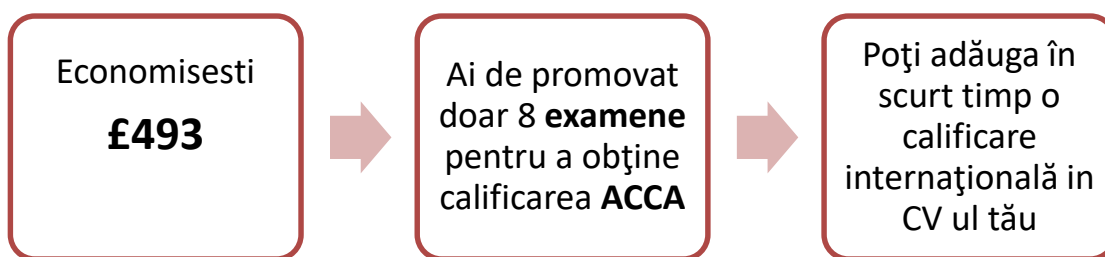 Economisesti
£493
Ai de promovat
doar 8 examene
pentru a obţine
calificarea ACCA
Poţi adăuga în
scurt timp o
calificare
internaţională in
CV ul tău